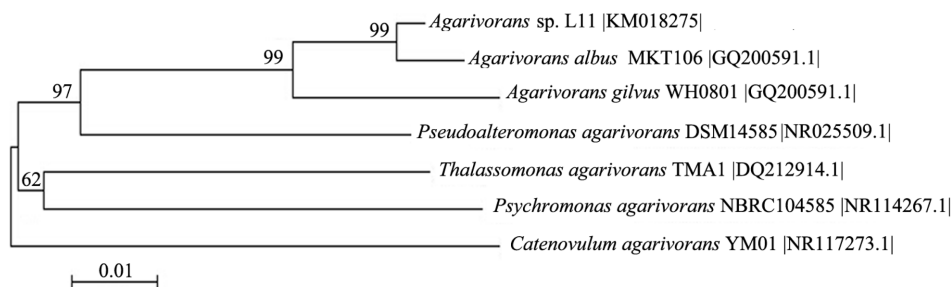 99 Agarivorans sp. L11 |KM018275|
99 Agarivorans albus MKT106 |GQ200591.1|
97 Agarivorans gilvus WH0801 |GQ200591.1|
Pseudoalteromonas agarivorans DSM14585|NR025509.1|
62 Thalassomonas agarivorans TMA1 |DQ212914.1|
Psychromonas agarivorans NBRC104585 |NR114267.1|
Catenovulum agarivorans YM01 |NR117273.1|
0.01